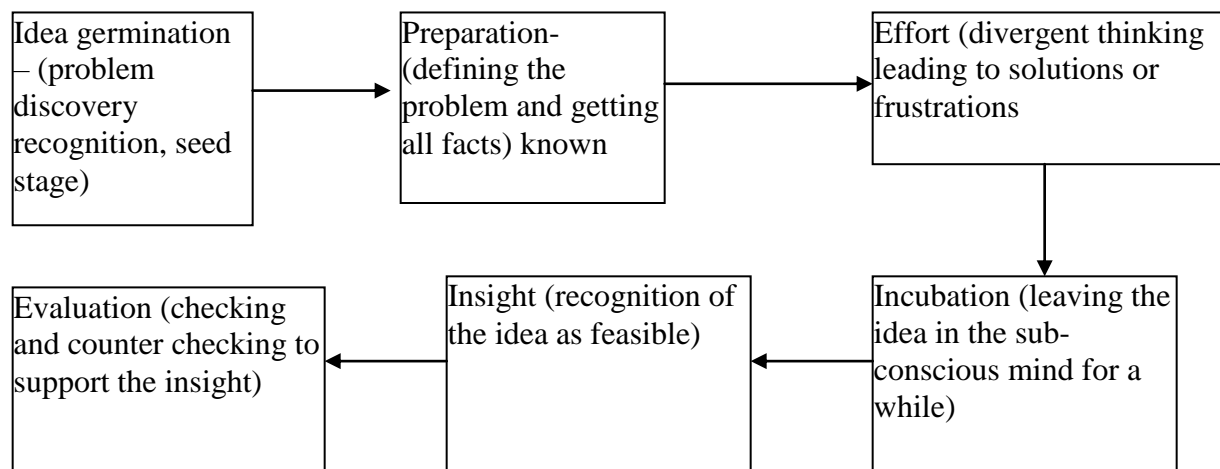 Idea germination
– (problem
discovery
recognition, seed
stage)
Preparation-
(defining the
problem and getting
all facts) known
Effort (divergent thinking
leading to solutions or
frustrations
Incubation (leaving the
idea in the sub-
conscious mind for a
while)
Insight (recognition of
the idea as feasible)
Evaluation (checking
and counter checking to
support the insight)